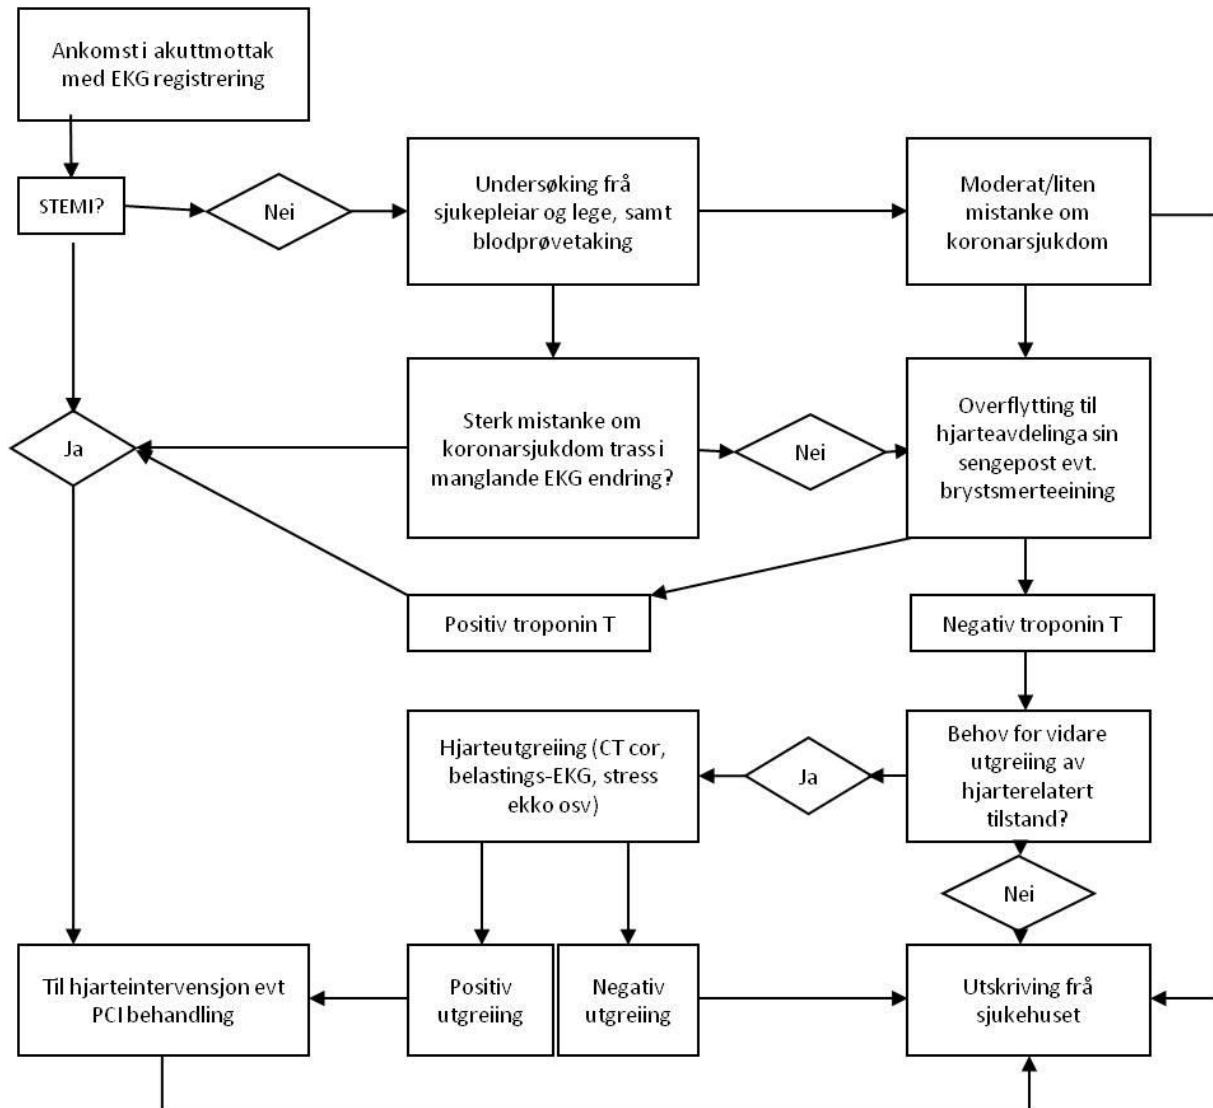 Ankomst i akuttmottak
med EKG registrering
STEMI?
Nei
Undersøking frå
sjukepleiar og lege, samt
blodprøvetaking
Moderat/liten
mistanke om
koronarsjukdom
Ja
Sterk mistanke om
koronarsjukdom trass i
manglande EKG endring?
Nei
Overflytting til
hjarteavdelinga sin
sengepost evt.
brystsmerteeining
Positiv troponin T
Negativ troponin T
Hjarteutgreiing (CT cor,
belastings-EKG, stress
ekko osv)
Ja
Behov for vidare
utgreiing av
hjarterelatert
tilstand?
Nei
Til hjarteintervensjon evt
PCI behandling
Positiv
utgreiing
Negativ
utgreiing
Utskriving frå
sjukehuset